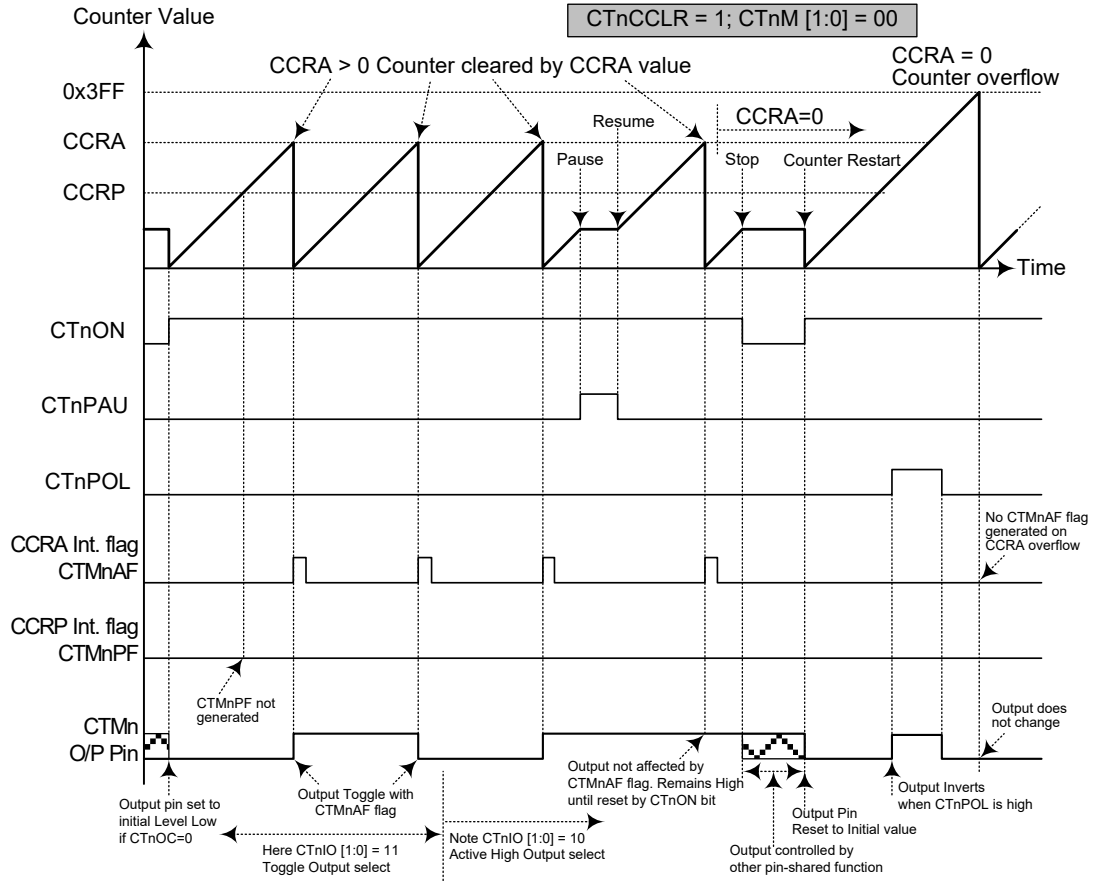 Counter Value
CTnCCLR = 1; CTnM [1:0] = 00
CCRA > 0 Counter cleared by CCRA value
CCRA = 0
Counter overflow
0x3FF
CCRA=0
Resume
CCRA
Pause
Stop
Counter Restart
CCRP
Time
CTnON
CTnPAU
CTnPOL
No CTMnAF flag
generated on
CCRA overflow
CCRA Int. flag
CTMnAF
CCRP Int. flag
CTMnPF
CTMnPF not
generated
Output does
not change
CTMn
O/P Pin
Output pin set to
initial Level Low
if CTnOC=0
Output Toggle with
CTMnAF flag
Here CTnIO [1:0] = 11
Toggle Output select
Note CTnIO [1:0] = 10
Active High Output select
Output not affected by
CTMnAF flag. Remains High
until reset by CTnON bit
Output controlled by
other pin-shared function
Output Pin
Reset to Initial value
Output Inverts
when CTnPOL is high